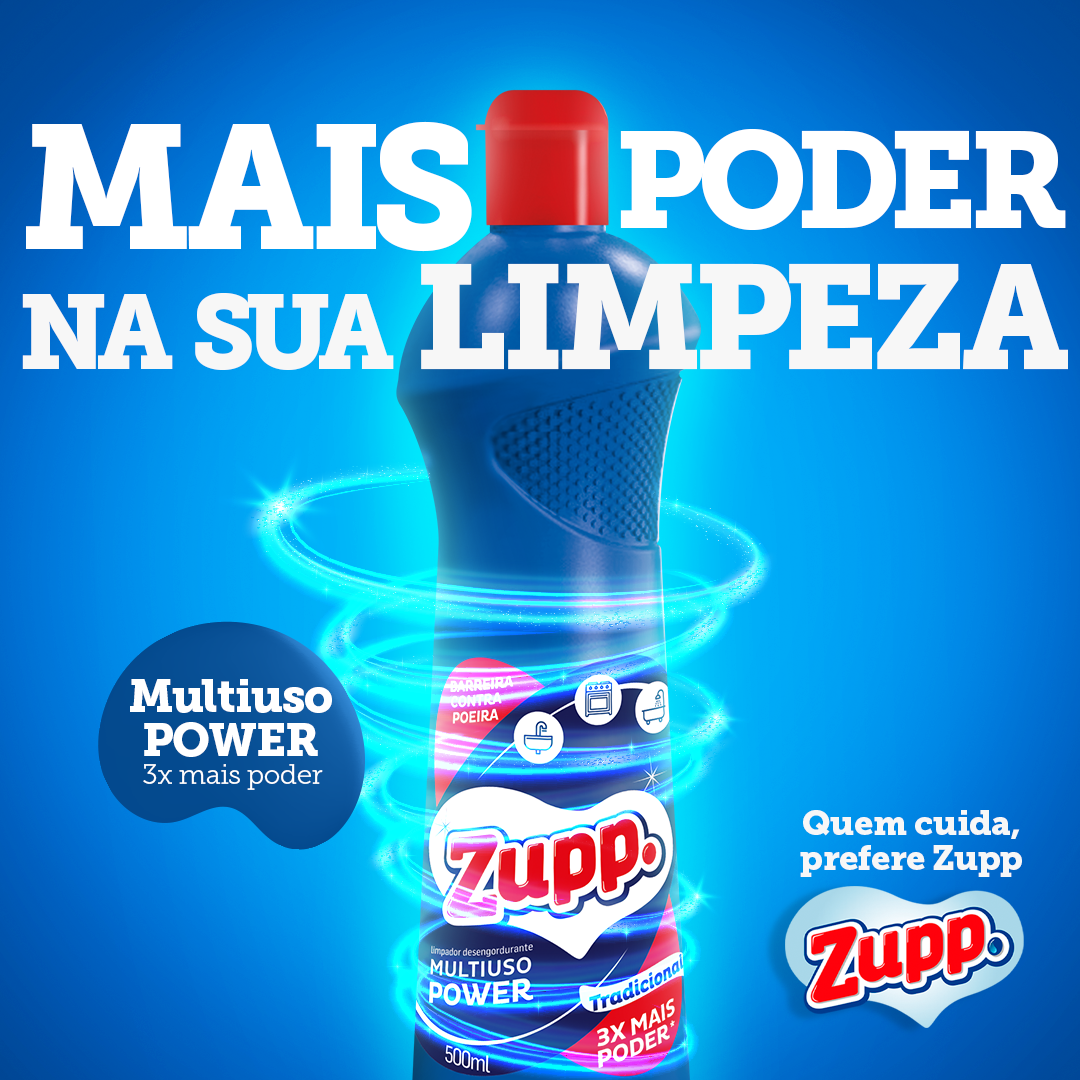 MAIS PODER
NA SUA LIMPEZA
Multiuso
POWER
3x mais poder
BARREIRA
CONTRA
POEIRA
Zupp.
limpador desengordurante
MULTIUSO
POWER
Tradicional
3X MAIS
PODER*
500ml
Quem cuida,
prefere Zupp
Zupp.